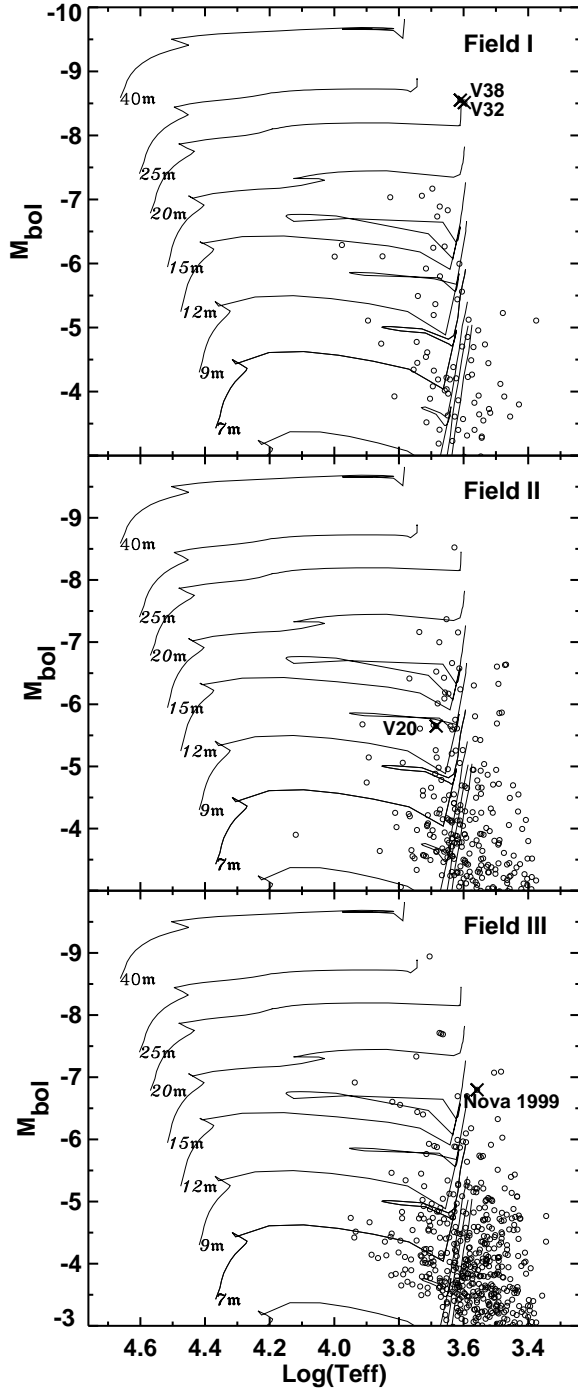 -10
Field I
V38
V32
-9
-8
-7
-6
-5
-4
M_bol
40m
25m
20m
15m
12m
9m
7m
Field II
-9
-8
-7
-6
-5
-4
M_bol
40m
25m
20m
15m
12m
9m
7m
V20
Field III
-9
-8
-7
-6
-5
-4
-3
M_bol
40m
25m
20m
15m
12m
9m
7m
Nova 1999
4.6 4.4 4.2 4.0 3.8 3.6 3.4
Log(Teff)